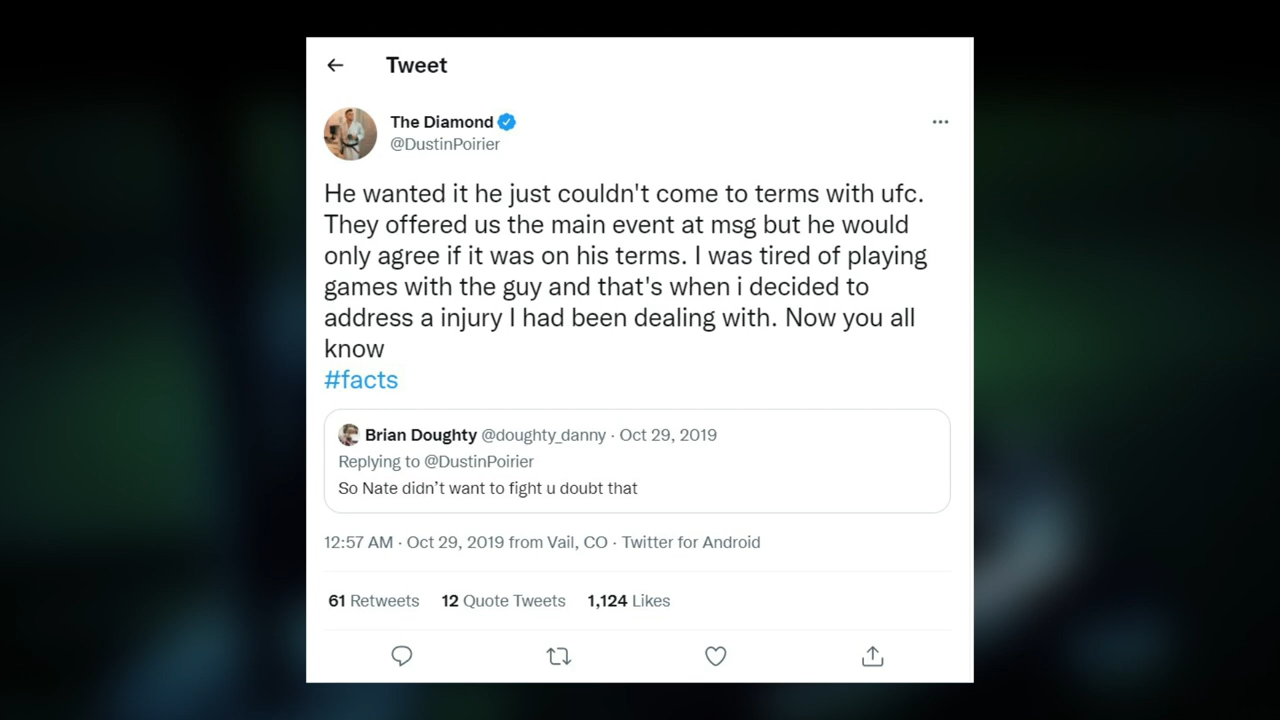 Tweet
The Diamond
@DustinPoirier
He wanted it he just couldn't come to terms with ufc.
They offered us the main event at msg but he would
only agree if it was on his terms. I was tired of playing
games with the guy and that's when i decided to
address a injury I had been dealing with. Now you all
know
#facts
Brian Doughty @doughty_danny · Oct 29, 2019
Replying to @DustinPoirier
So Nate didn’t want to fight u doubt that
12:57 AM · Oct 29, 2019 from Vail, CO · Twitter for Android
61 Retweets 12 Quote Tweets 1,124 Likes